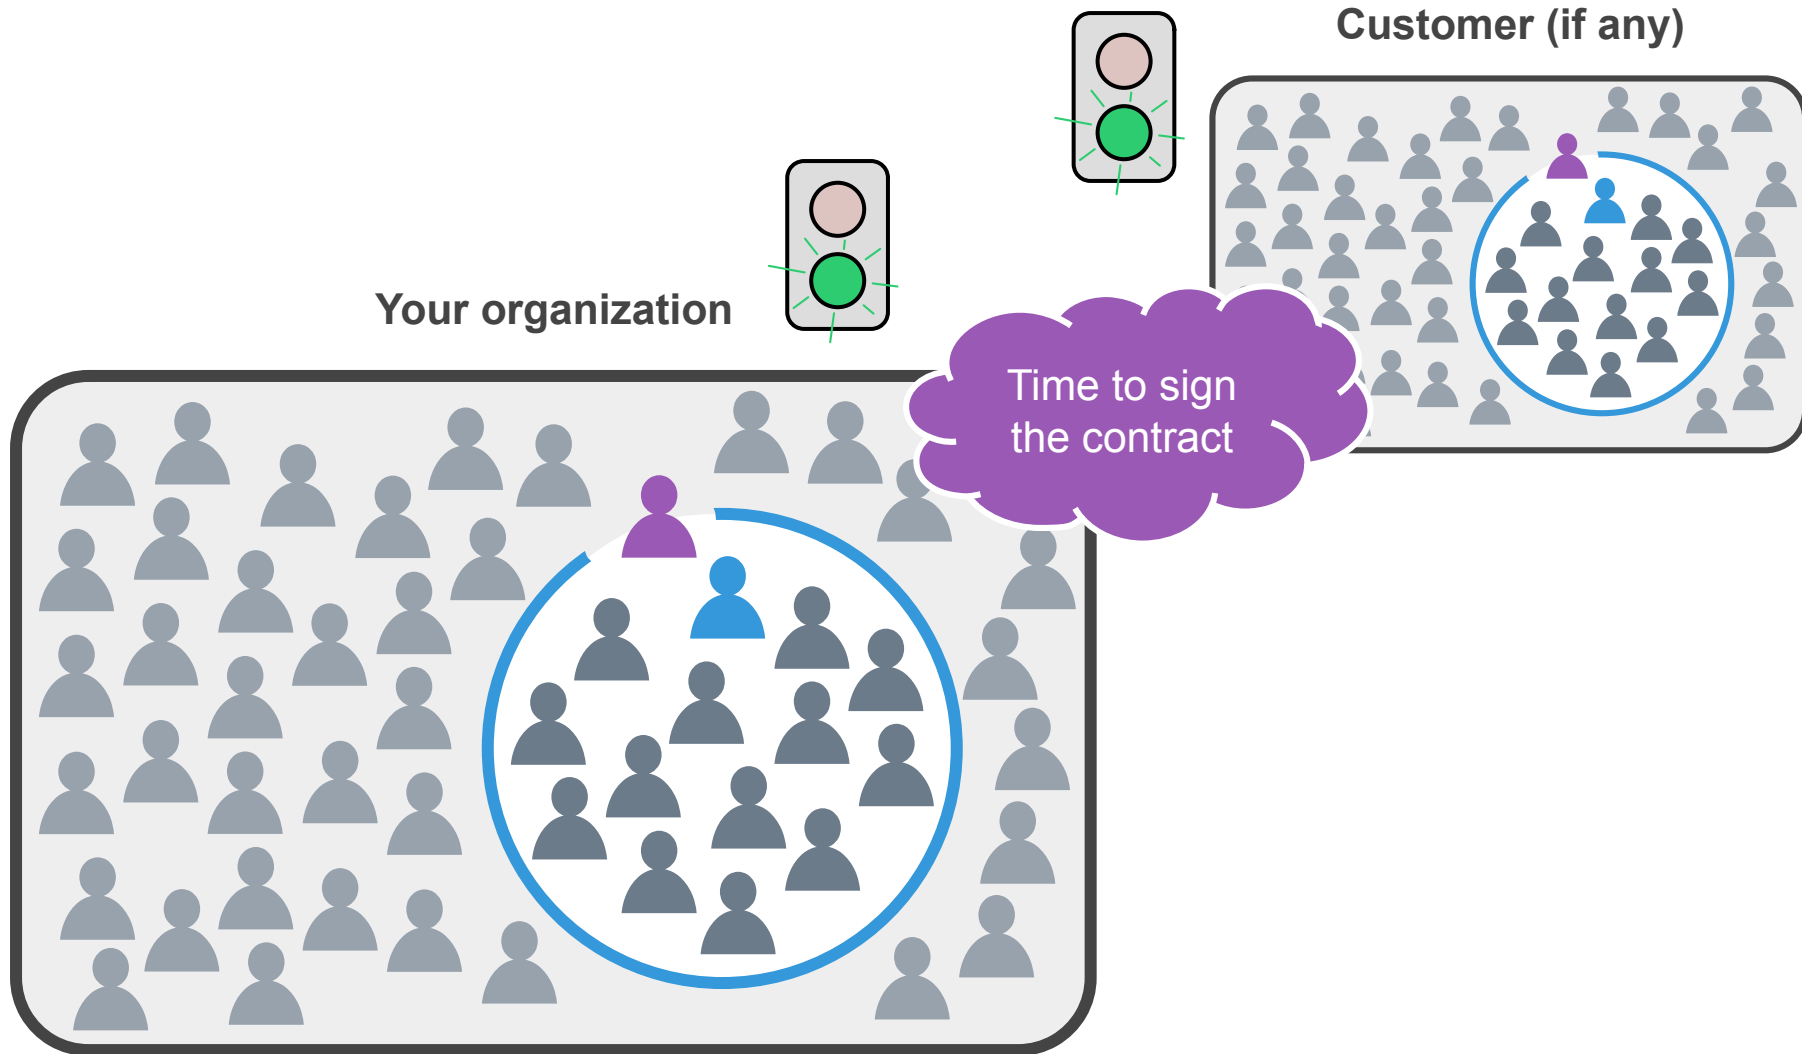 Customer (if any)
Your organization
Time to sign
the contract